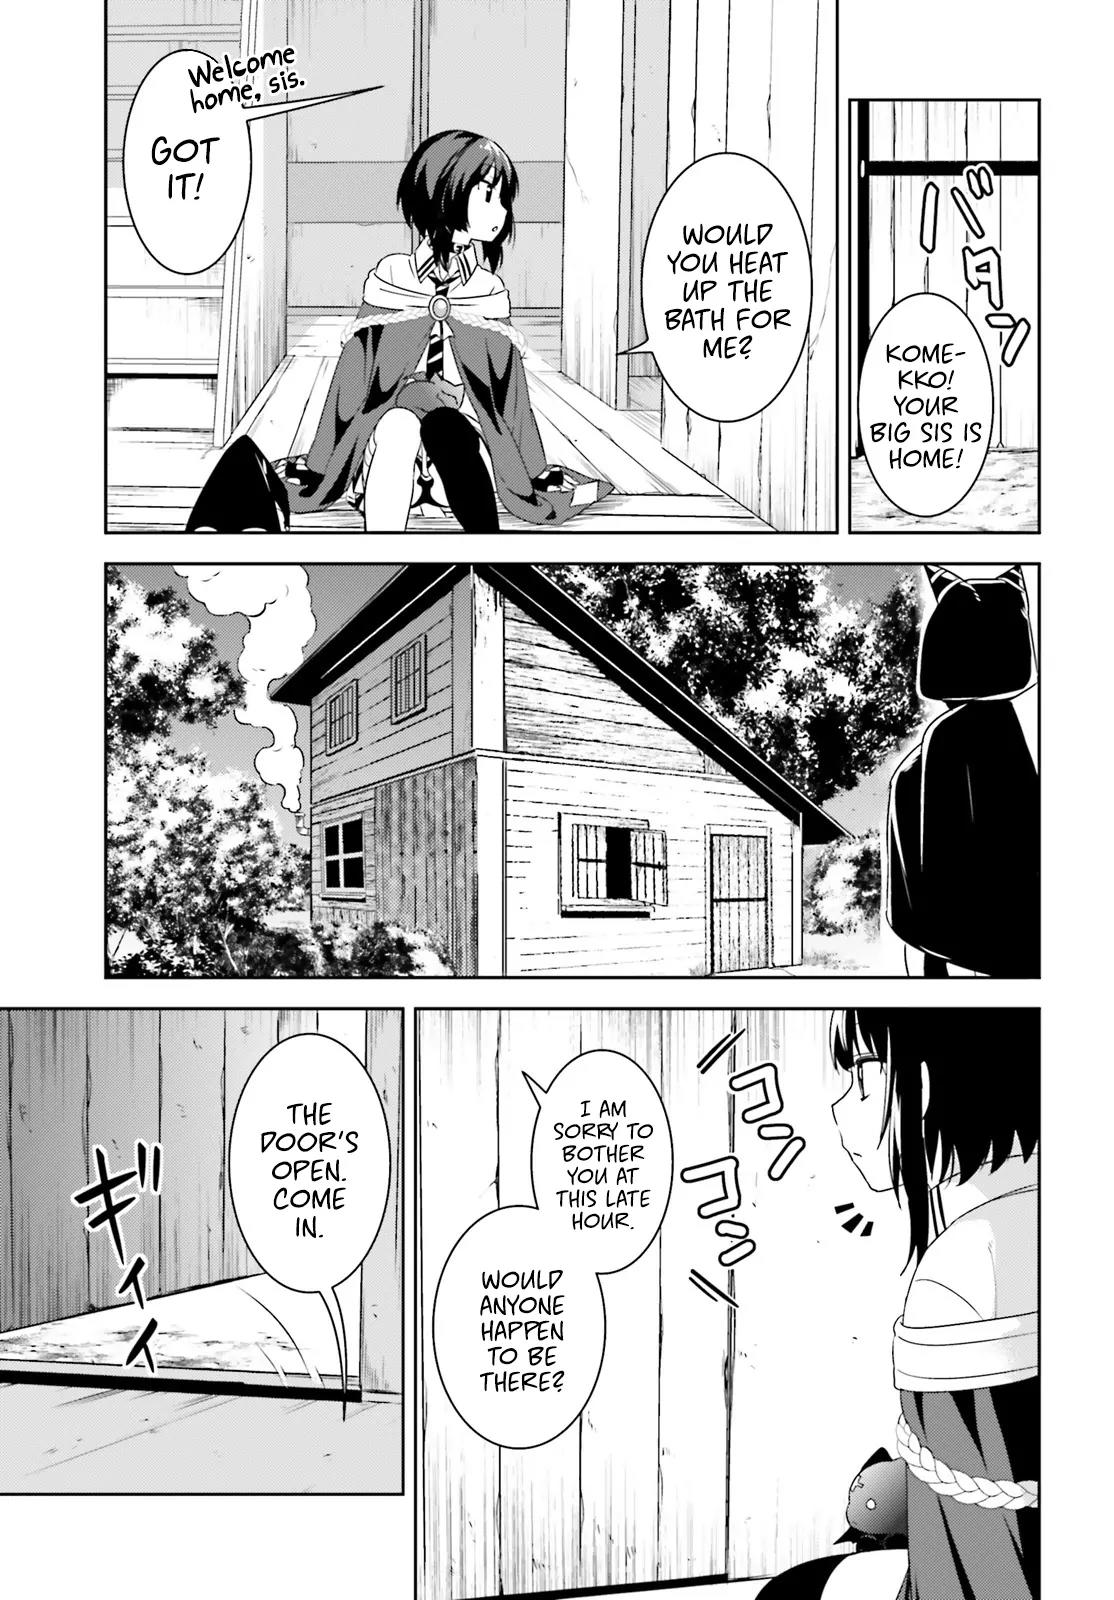 バタン
KOME-
KKO!
YOUR
BIG SIS IS
HOME!
WOULD
YOU HEAT
UP THE
BATH FOR
ME?
Welcome
home, sis.
GOT
IT!
コンコン
I AM
SORRY TO
BOTHER
YOU AT
THIS LATE
HOUR.
WOULD
ANYONE
HAPPEN
TO BE
THERE?
THE
DOOR'S
OPEN.
COME
IN.
キィィ